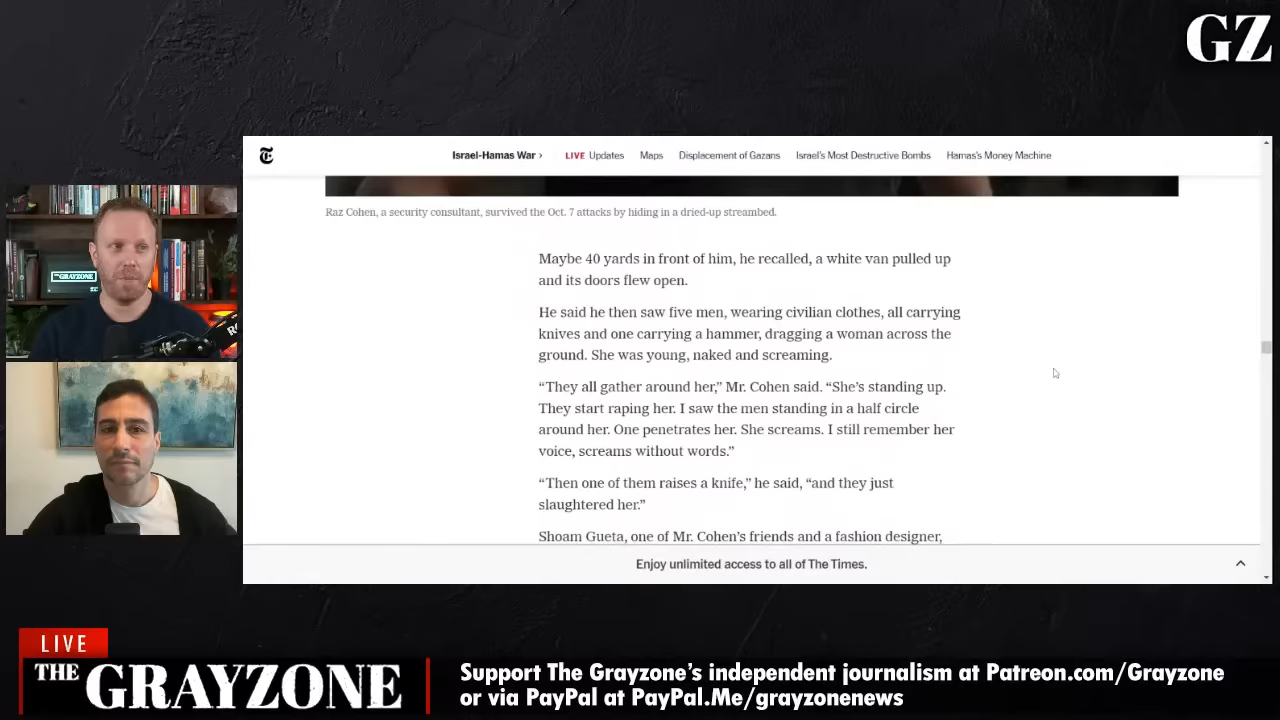 GZ
Israel-Hamas War ›
LIVE Updates
Maps
Displacement of Gazans
Israel's Most Destructive Bombs
Hamas's Money Machine
Raz Cohen, a security consultant, survived the Oct. 7 attacks by hiding in a dried-up streambed.
Maybe 40 yards in front of him, he recalled, a white van pulled up
and its doors flew open.
He said he then saw five men, wearing civilian clothes, all carrying
knives and one carrying a hammer, dragging a woman across the
ground. She was young, naked and screaming.
“They all gather around her,” Mr. Cohen said. “She’s standing up.
They start raping her. I saw the men standing in a half circle
around her. One penetrates her. She screams. I still remember her
voice, screams without words.”
“Then one of them raises a knife,” he said, “and they just
slaughtered her.”
Shoam Gueta, one of Mr. Cohen’s friends and a fashion designer,
Enjoy unlimited access to all of The Times.
THE GRAYZONE
LIVE
THE GRAYZONE
Support The Grayzone’s independent journalism at Patreon.com/Grayzone
or via PayPal at PayPal.Me/grayzonenews